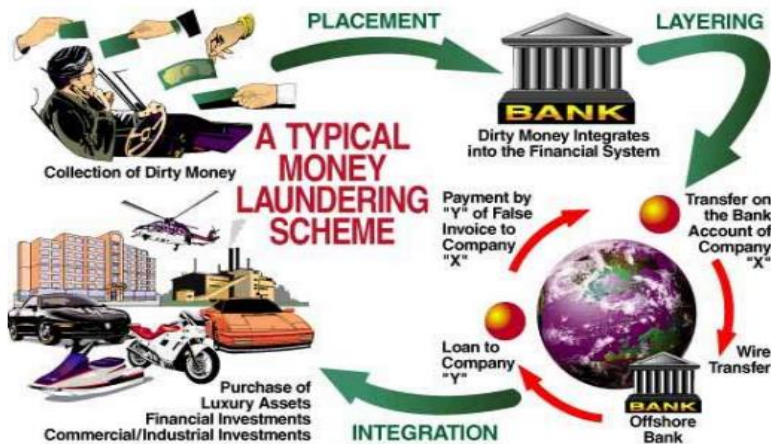 PLACEMENT
LAYERING
BANK
Dirty Money Integrates
into the Financial System
Collection of Dirty Money
A TYPICAL
MONEY
LAUNDERING
SCHEME
Payment by
"Y" of False
Invoice to
Company
"X"
Transfer on
the Bank
Account of
Company
"X"
Loan to
Company
"Y"
Wire
Transfer
BANK
Offshore
Bank
Purchase of
Luxury Assets
Financial Investments
Commercial/Industrial Investments
INTEGRATION